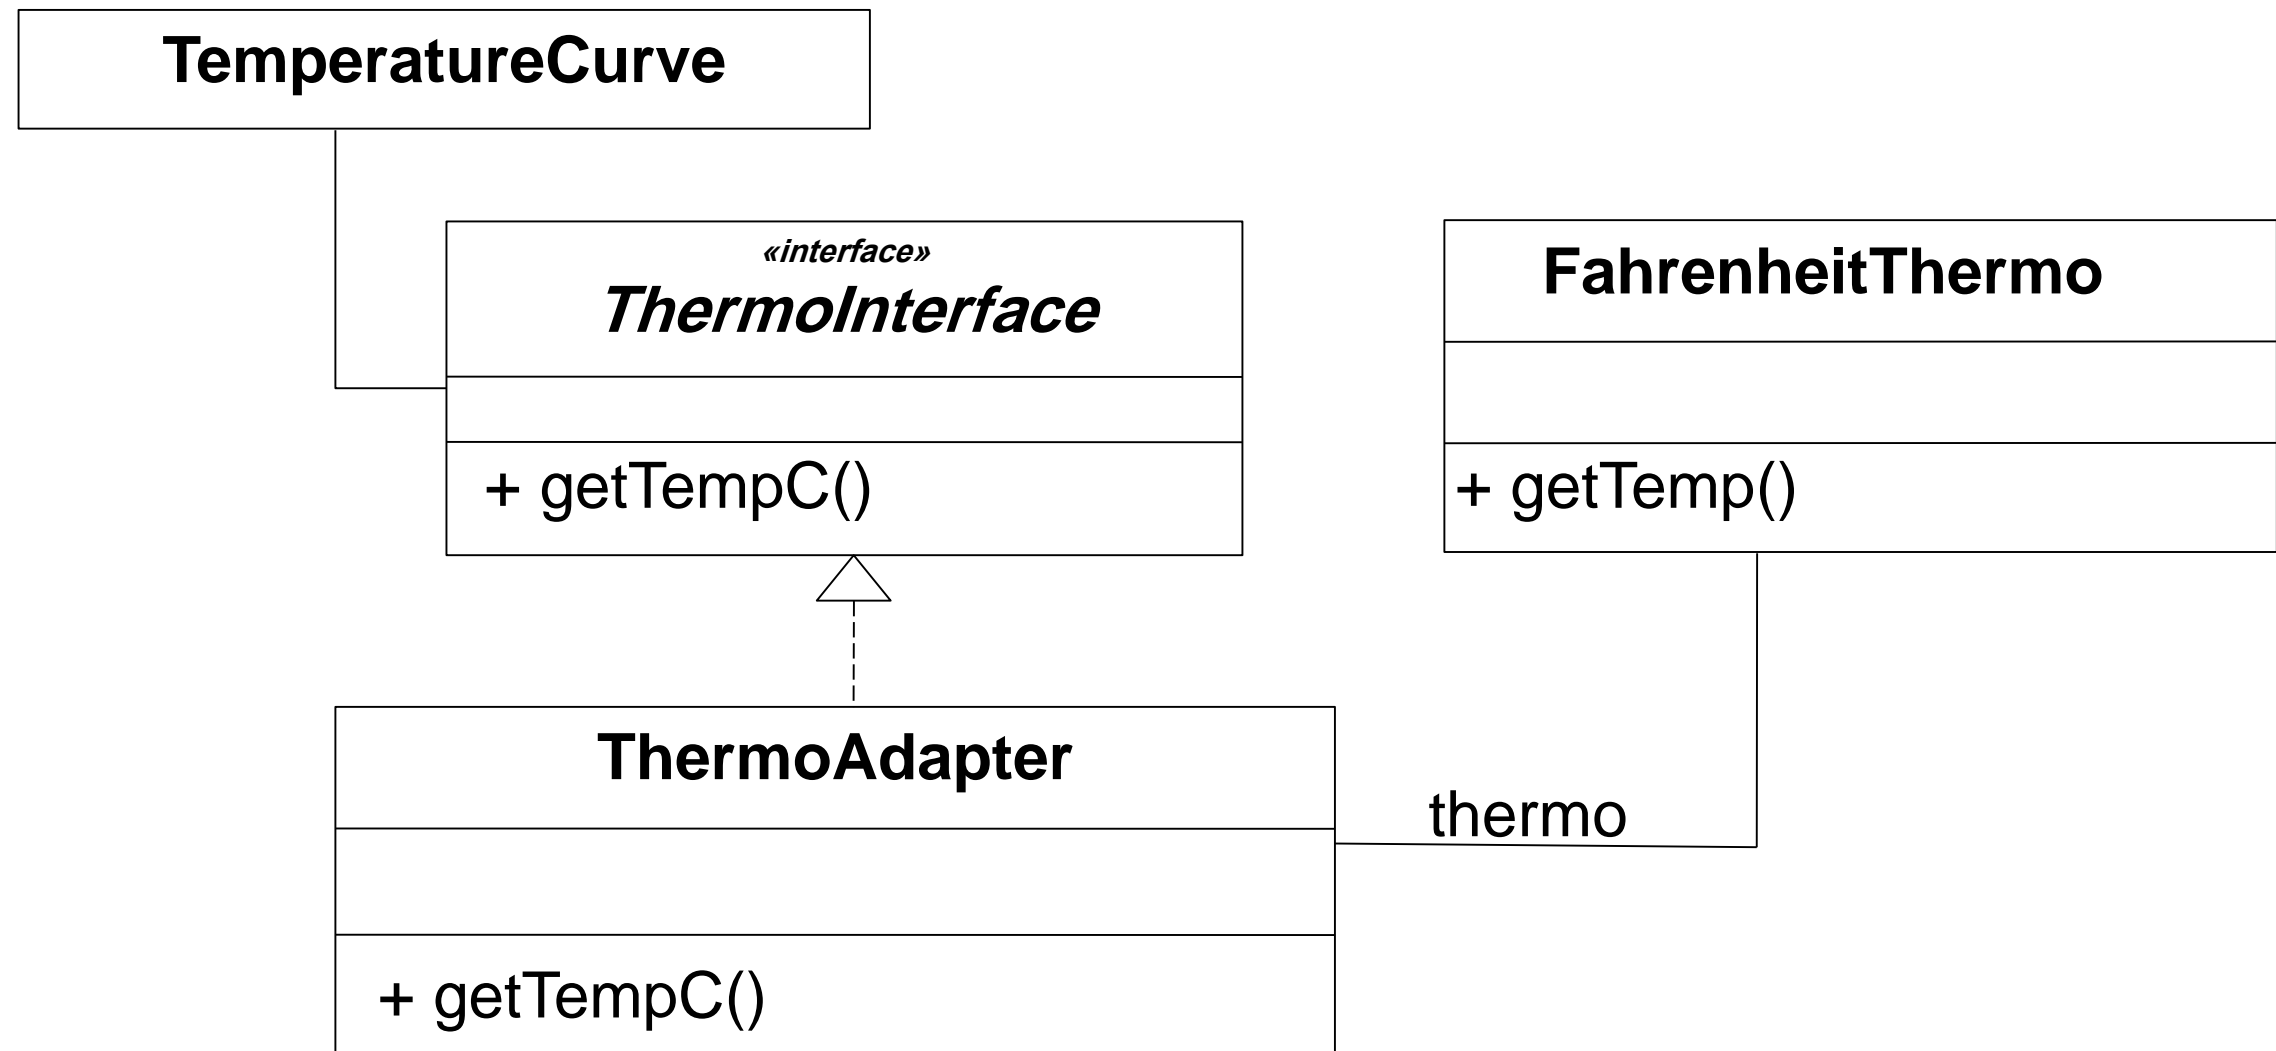 TemperatureCurve
«interface»
ThermoInterface
+ getTempC()
FahrenheitThermo
+ getTemp()
ThermoAdapter
thermo
+ getTempC()